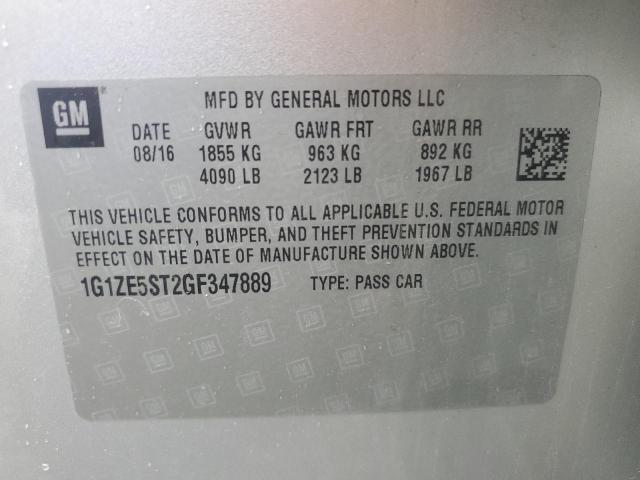 GM
MFD BY GENERAL MOTORS LLC
DATE GVWR GAWR FRT GAWR RR
08/16 1855 KG 963 KG 892 KG
4090 LB 2123 LB 1967 LB
THIS VEHICLE CONFORMS TO ALL APPLICABLE U.S. FEDERAL MOTOR
VEHICLE SAFETY, BUMPER, AND THEFT PREVENTION STANDARDS IN
EFFECT ON THE DATE OF MANUFACTURE SHOWN ABOVE.
1G1ZE5ST2GF347889 TYPE: PASS CAR